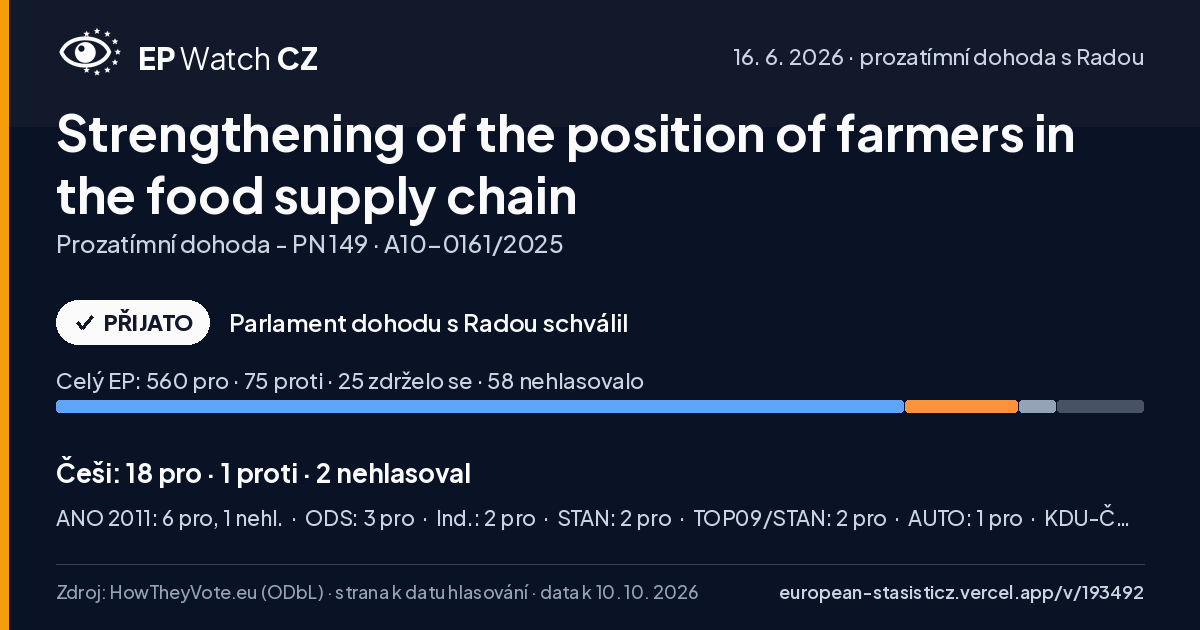 EP Watch CZ
16. 6. 2026 · prozatímní dohoda s Radou
Strengthening of the position of farmers in
the food supply chain
Prozatímní dohoda - PN 149 · A10-0161/2025
✓ PŘIJATO
Parlament dohodu s Radou schválil
Celý EP: 560 pro · 75 proti · 25 zdrželo se · 58 nehlasovalo
Češi: 18 pro · 1 proti · 2 nehlasoval
ANO 2011: 6 pro, 1 nehl. · ODS: 3 pro · Ind.: 2 pro · STAN: 2 pro · TOP09/STAN: 2 pro · AUTO: 1 pro · KDU-Č…
Zdroj: HowTheyVote.eu (ODbL) · strana k datu hlasování · data k 10. 10. 2026
european-stasisticz.vercel.app/v/193492